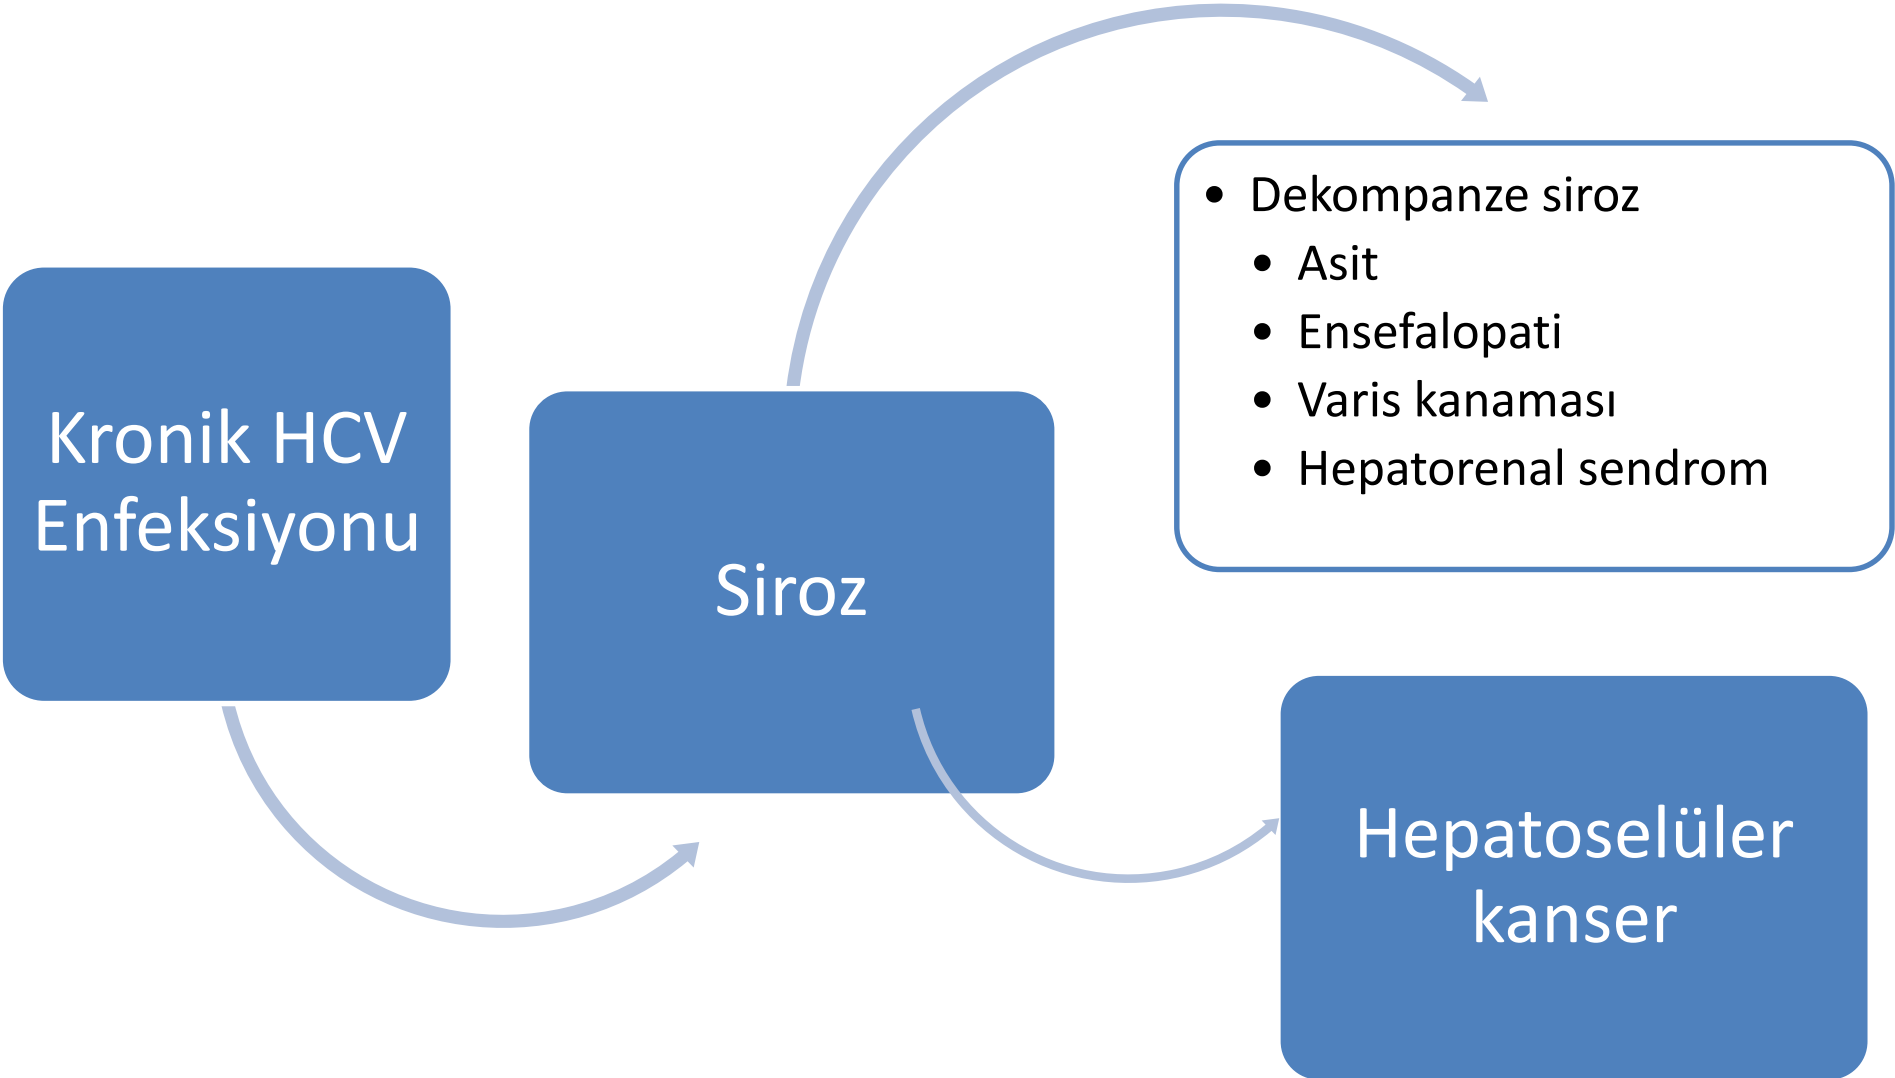 Kronik HCV
Enfeksiyonu
Siroz
• Dekompanze siroz
• Asit
• Ensefalopati
• Varis kanaması
• Hepatorenal sendrom
Hepatoselüler
kanser